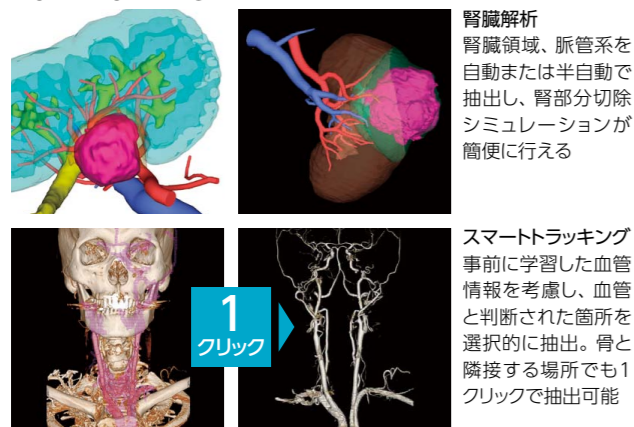 腎臓解析
腎臓領域、脈管系を
自動または半自動で
抽出し、腎部分切除
シミュレーションが
簡便に行える
1
クリック
スマートトラッキング
事前に学習した血管
情報を考慮し、血管
と判断された箇所を
選択的に抽出。骨と
隣接する場所でも1
クリックで抽出可能